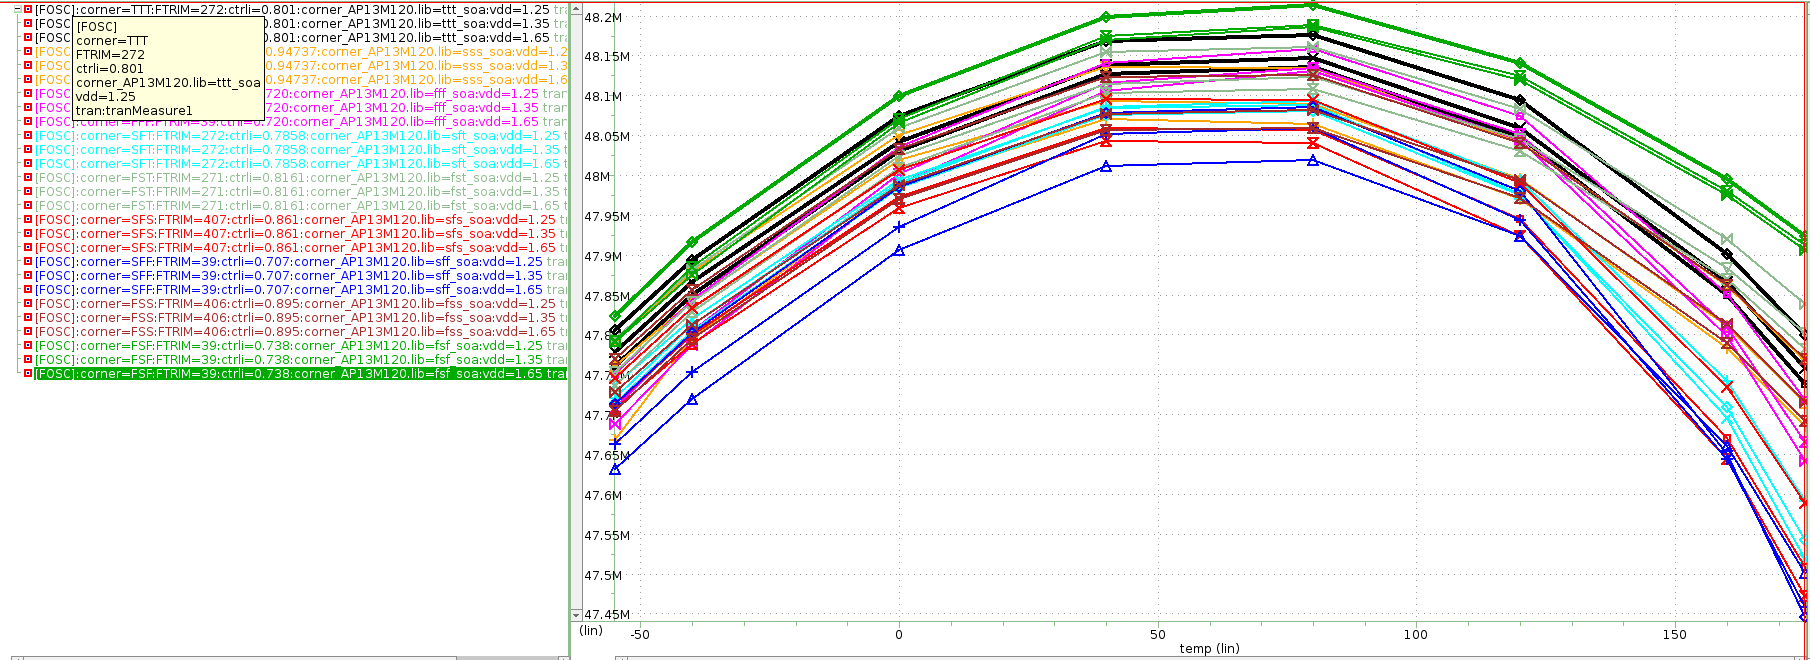 [FOSC]:corner=TTT:FTRIM=272:ctrli=0.801:corner_AP13M120.lib=ttt_soa:vdd=1.25 tran
[FOSC]
0.801:corner_AP13M120.lib=ttt_soa:vdd=1.35 tr
[FOSC]
0.801:corner_AP13M120.lib=ttt_soa:vdd=1.65 tr
[FOSC]
0.94737:corner_AP13M120.lib=sss_soa:vdd=1.2
[FOSC]
0.94737:corner_AP13M120.lib=sss_soa:vdd=1.3
[FOSC]
0.94737:corner_AP13M120.lib=sss_soa:vdd=1.6
[FOSC]
.720:corner_AP13M120.lib=fff_soa:vdd=1.25 tran
[FOSC]
.720:corner_AP13M120.lib=fff_soa:vdd=1.35 tran
[FOSC]
.720:corner_AP13M120.lib=fff_soa:vdd=1.65 tran
[FOSC]
corner=TTT
FTRIM=272
ctrli=0.801
corner_AP13M120.lib=ttt_soa
vdd=1.25
tran:tranMeasure1
[FOSC]:corner=SFT:FTRIM=272:ctrli=0.7858:corner_AP13M120.lib=sft_soa:vdd=1.25 t
[FOSC]:corner=SFT:FTRIM=272:ctrli=0.7858:corner_AP13M120.lib=sft_soa:vdd=1.35 t
[FOSC]:corner=SFT:FTRIM=272:ctrli=0.7858:corner_AP13M120.lib=sft_soa:vdd=1.65 t
[FOSC]:corner=FST:FTRIM=271:ctrli=0.8161:corner_AP13M120.lib=fst_soa:vdd=1.25 t
[FOSC]:corner=FST:FTRIM=271:ctrli=0.8161:corner_AP13M120.lib=fst_soa:vdd=1.35 t
[FOSC]:corner=FST:FTRIM=271:ctrli=0.8161:corner_AP13M120.lib=fst_soa:vdd=1.65 t
[FOSC]:corner=SFS:FTRIM=407:ctrli=0.861:corner_AP13M120.lib=sfs_soa:vdd=1.25 t
[FOSC]:corner=SFS:FTRIM=407:ctrli=0.861:corner_AP13M120.lib=sfs_soa:vdd=1.35 t
[FOSC]:corner=SFS:FTRIM=407:ctrli=0.861:corner_AP13M120.lib=sfs_soa:vdd=1.65 t
[FOSC]:corner=SFF:FTRIM=39:ctrli=0.707:corner_AP13M120.lib=sff_soa:vdd=1.25 tr
[FOSC]:corner=SFF:FTRIM=39:ctrli=0.707:corner_AP13M120.lib=sff_soa:vdd=1.35 tr
[FOSC]:corner=SFF:FTRIM=39:ctrli=0.707:corner_AP13M120.lib=sff_soa:vdd=1.65 tr
[FOSC]:corner=FSS:FTRIM=406:ctrli=0.895:corner_AP13M120.lib=fss_soa:vdd=1.25 t
[FOSC]:corner=FSS:FTRIM=406:ctrli=0.895:corner_AP13M120.lib=fss_soa:vdd=1.35 t
[FOSC]:corner=FSS:FTRIM=406:ctrli=0.895:corner_AP13M120.lib=fss_soa:vdd=1.65 t
[FOSC]:corner=FSF:FTRIM=39:ctrli=0.738:corner_AP13M120.lib=fsf_soa:vdd=1.25 tra
[FOSC]:corner=FSF:FTRIM=39:ctrli=0.738:corner_AP13M120.lib=fsf_soa:vdd=1.35 tra
[FOSC]:corner=FSF:FTRIM=39:ctrli=0.738:corner_AP13M120.lib=fsf_soa:vdd=1.65 tra
48.2M
48.15M
48.1M
48.05M
48M
47.95M
47.9M
47.85M
47.8
47.7
47.7
47.65M
47.6M
47.55M
47.5M
47.45M
(lin)
-50
0
50
100
150
temp (lin)